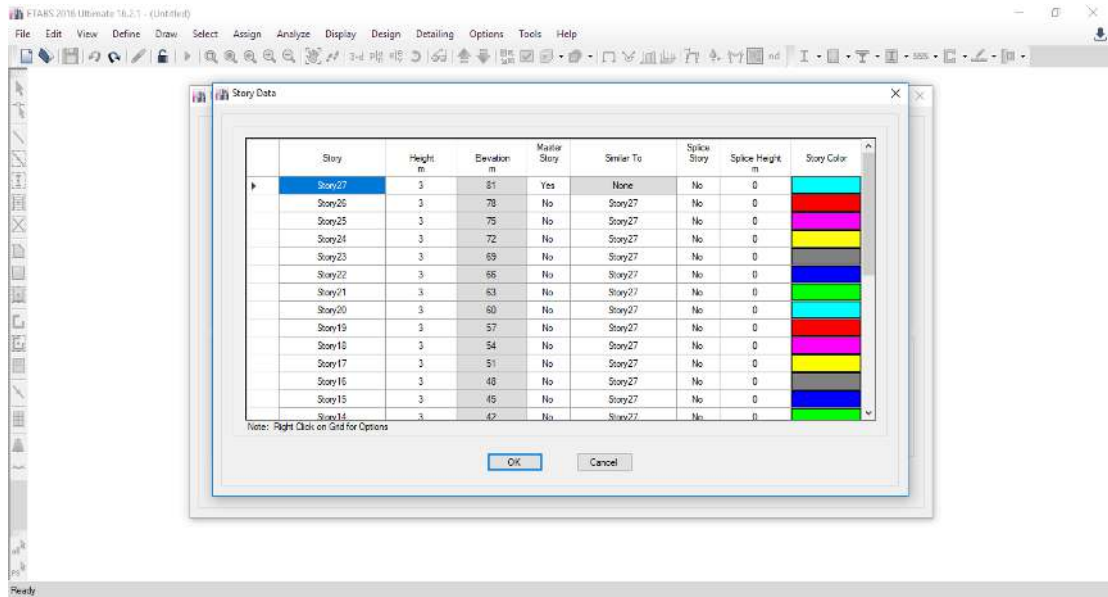 ETABS 2016 Ultimate 16.2.1 - (Untitled)
File Edit View Define Draw Select Assign Analyze Display Design Detailing Options Tools Help
3-d nd
Story Data
Story Height m Elevation m Master Story Similar To Splice Story Splice Height m Story Color
Story27 3 81 Yes None No 0
Story26 3 78 No Story27 No 0
Story25 3 75 No Story27 No 0
Story24 3 72 No Story27 No 0
Story23 3 69 No Story27 No 0
Story22 3 66 No Story27 No 0
Story21 3 63 No Story27 No 0
Story20 3 60 No Story27 No 0
Story19 3 57 No Story27 No 0
Story18 3 54 No Story27 No 0
Story17 3 51 No Story27 No 0
Story16 3 48 No Story27 No 0
Story15 3 45 No Story27 No 0
Story14 3 42 No Story27 No 0
Note: Right Click on Grid for Options
OK Cancel
Ready